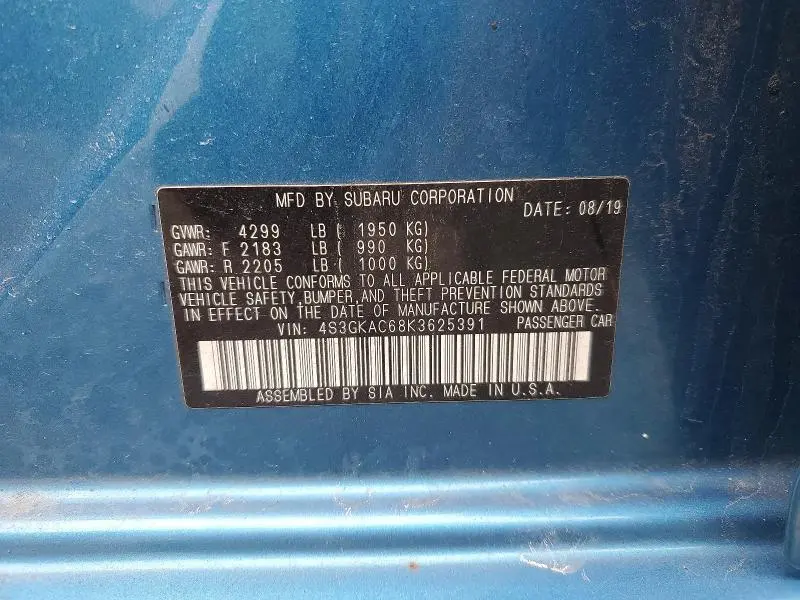 MFD BY SUBARU CORPORATION DATE: 08/19
GVWR: 4299 LB ( 1950 KG)
GAWR: F 2183 LB ( 990 KG)
GAWR: R 2205 LB ( 1000 KG)
THIS VEHICLE CONFORMS TO ALL APPLICABLE FEDERAL MOTOR
VEHICLE SAFETY, BUMPER, AND THEFT PREVENTION STANDARDS
IN EFFECT ON THE DATE OF MANUFACTURE SHOWN ABOVE.
VIN: 4S3GKAC68K3625391 PASSENGER CAR
ASSEMBLED BY SIA INC. MADE IN U.S.A.